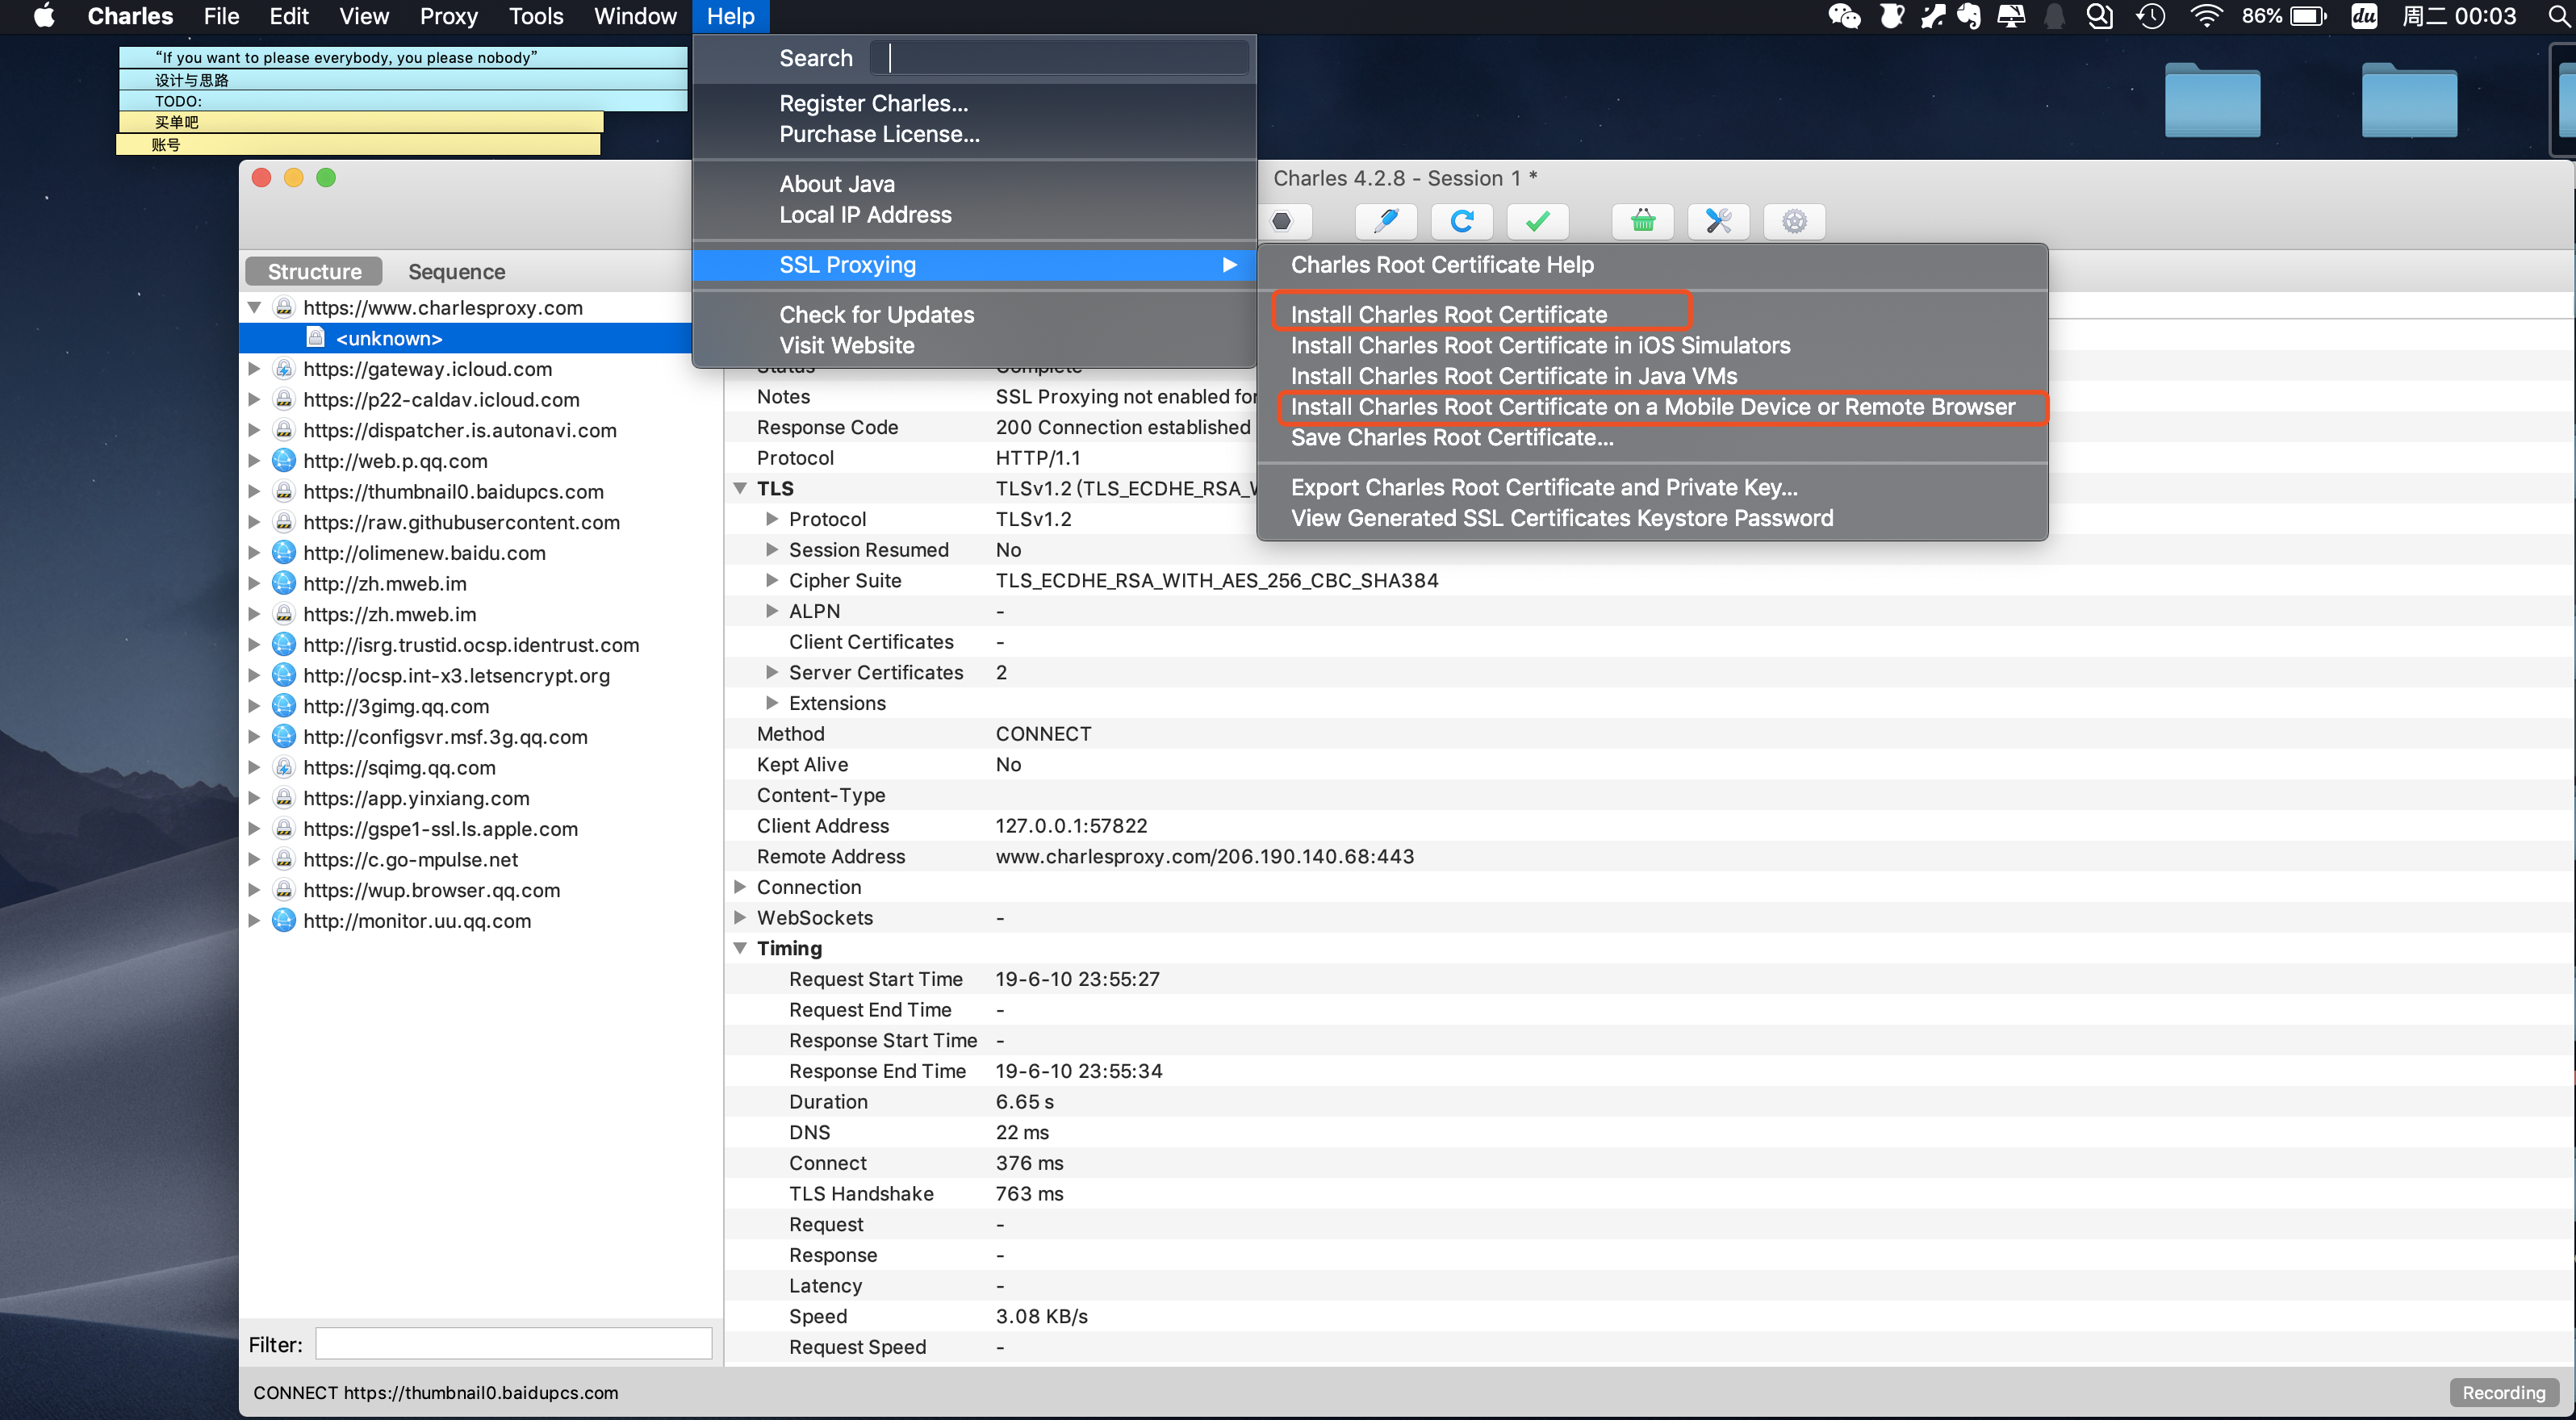 Charles File Edit View Proxy Tools Window Help 86% du 周二 00:03
“If you want to please everybody, you please nobody”
设计与思路
TODO:
买单吧
账号
Search
Register Charles...
Purchase License...
About Java
Local IP Address
SSL Proxying
Check for Updates
Visit Website
Charles 4.2.8 - Session 1 *
Charles Root Certificate Help
Install Charles Root Certificate
Install Charles Root Certificate in iOS Simulators
Install Charles Root Certificate in Java VMs
Install Charles Root Certificate on a Mobile Device or Remote Browser
Save Charles Root Certificate...
Export Charles Root Certificate and Private Key...
View Generated SSL Certificates Keystore Password
Structure Sequence
https://www.charlesproxy.com
<unknown>
https://gateway.icloud.com
https://p22-caldav.icloud.com
https://dispatcher.is.autonavi.com
http://web.p.qq.com
https://thumbnail0.baidupcs.com
https://raw.githubusercontent.com
http://olimenew.baidu.com
http://zh.mweb.im
https://zh.mweb.im
http://isrg.trustid.ocsp.identrust.com
http://ocsp.int-x3.letsencrypt.org
http://3gimg.qq.com
http://configsvr.msf.3g.qq.com
https://sqimg.qq.com
https://app.yinxiang.com
https://gspe1-ssl.ls.apple.com
https://c.go-mpulse.net
https://wup.browser.qq.com
http://monitor.uu.qq.com
Filter:
Status Complete
Notes SSL Proxying not enabled for
Response Code 200 Connection established
Protocol HTTP/1.1
TLS TLSv1.2 (TLS_ECDHE_RSA_W
Protocol TLSv1.2
Session Resumed No
Cipher Suite TLS_ECDHE_RSA_WITH_AES_256_CBC_SHA384
ALPN -
Client Certificates -
Server Certificates 2
Extensions
Method CONNECT
Kept Alive No
Content-Type
Client Address 127.0.0.1:57822
Remote Address www.charlesproxy.com/206.190.140.68:443
Connection
WebSockets -
Timing
Request Start Time 19-6-10 23:55:27
Request End Time -
Response Start Time -
Response End Time 19-6-10 23:55:34
Duration 6.65 s
DNS 22 ms
Connect 376 ms
TLS Handshake 763 ms
Request -
Response -
Latency -
Speed 3.08 KB/s
Request Speed -
CONNECT https://thumbnail0.baidupcs.com
Recording